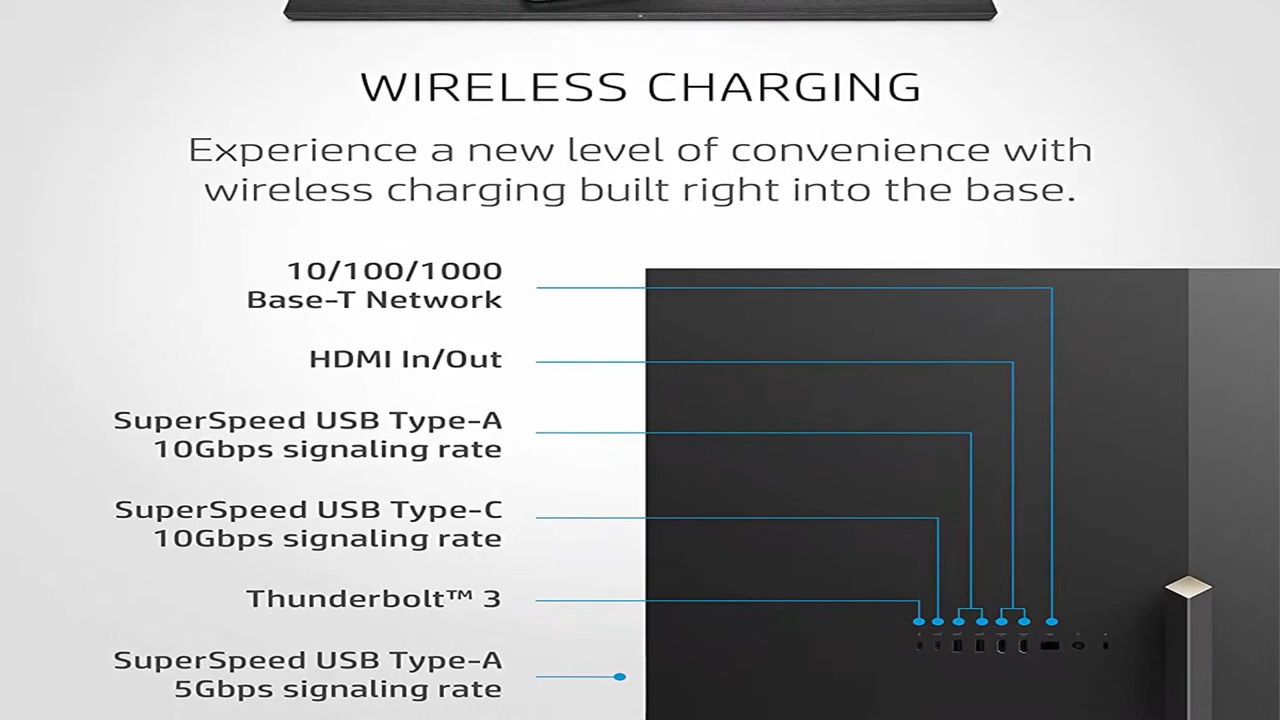 WIRELESS CHARGING
Experience a new level of convenience with
wireless charging built right into the base.
10/100/1000
Base-T Network
HDMI In/Out
SuperSpeed USB Type-A
10Gbps signaling rate
SuperSpeed USB Type-C
10Gbps signaling rate
Thunderbolt™ 3
SuperSpeed USB Type-A
5Gbps signaling rate